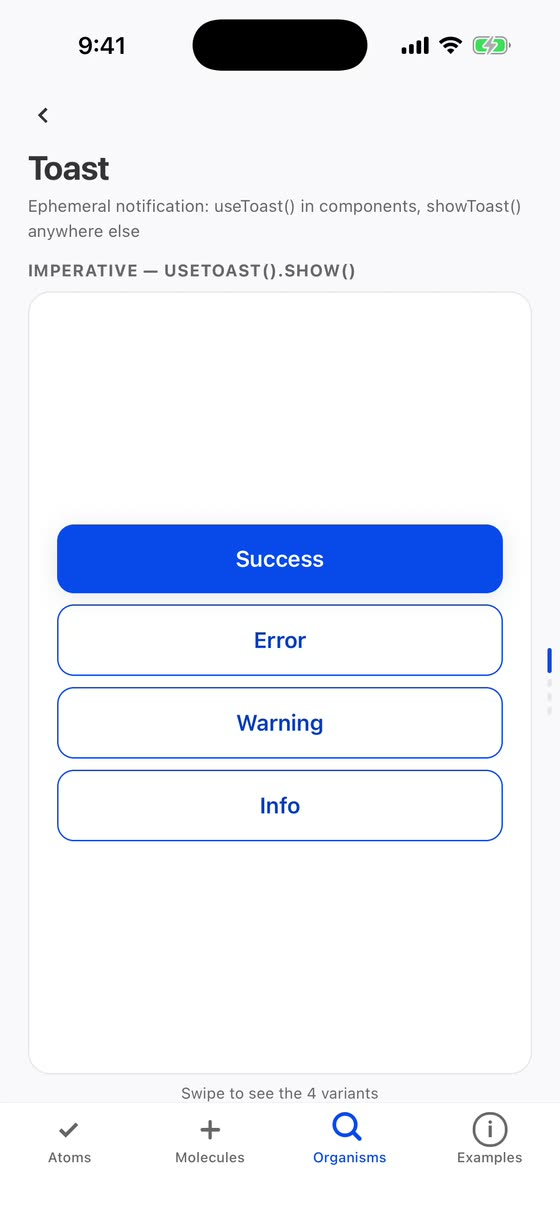 9:41
Toast
Ephemeral notification: useToast() in components, showToast()
anywhere else
IMPERATIVE — USETOAST().SHOW()
Success
Error
Warning
Info
Swipe to see the 4 variants
Atoms
Molecules
Organisms
Examples